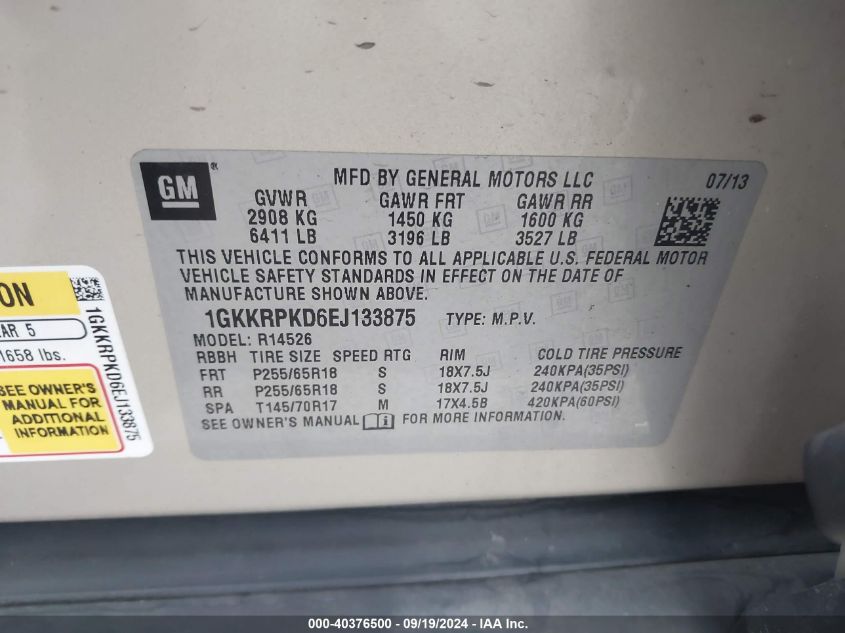 GM
MFD BY GENERAL MOTORS LLC 07/13
GVWR GAWR FRT GAWR RR
2908 KG 1450 KG 1600 KG
6411 LB 3196 LB 3527 LB
THIS VEHICLE CONFORMS TO ALL APPLICABLE U.S. FEDERAL MOTOR
VEHICLE SAFETY STANDARDS IN EFFECT ON THE DATE OF
MANUFACTURE SHOWN ABOVE.
1GKKRPKD6EJ133875 TYPE: M.P.V.
MODEL: R14526
RBBH TIRE SIZE SPEED RTG RIM COLD TIRE PRESSURE
FRT P255/65R18 S 18X7.5J 240KPA(35PSI)
RR P255/65R18 S 18X7.5J 240KPA(35PSI)
SPA T145/70R17 M 17X4.5B 420KPA(60PSI)
SEE OWNER'S MANUAL FOR MORE INFORMATION.
ON
AR 5
1658 lbs.
SEE OWNER'S
MANUAL FOR
ADDITIONAL
INFORMATION
1GKKRPKD6EJ133875
000-40376500 - 09/19/2024 - IAA Inc.